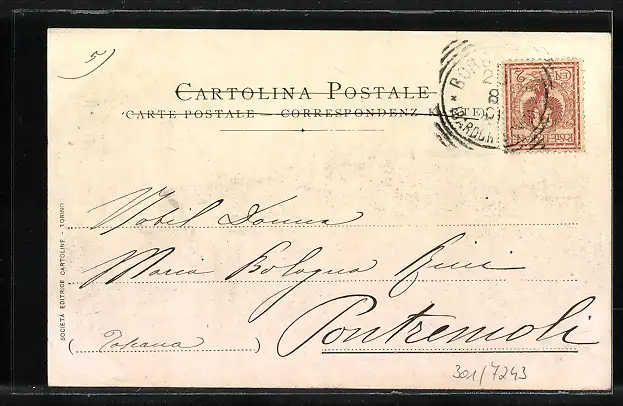 5)
CARTOLINA POSTALE
CARTE POSTALE – CORRESPONDENZ KARTE
Nobil Donna
Maria Bologna
Pontremoli
(Toscana)
301/7243
SOCIETÀ EDITRICE CARTOLINE - TORINO